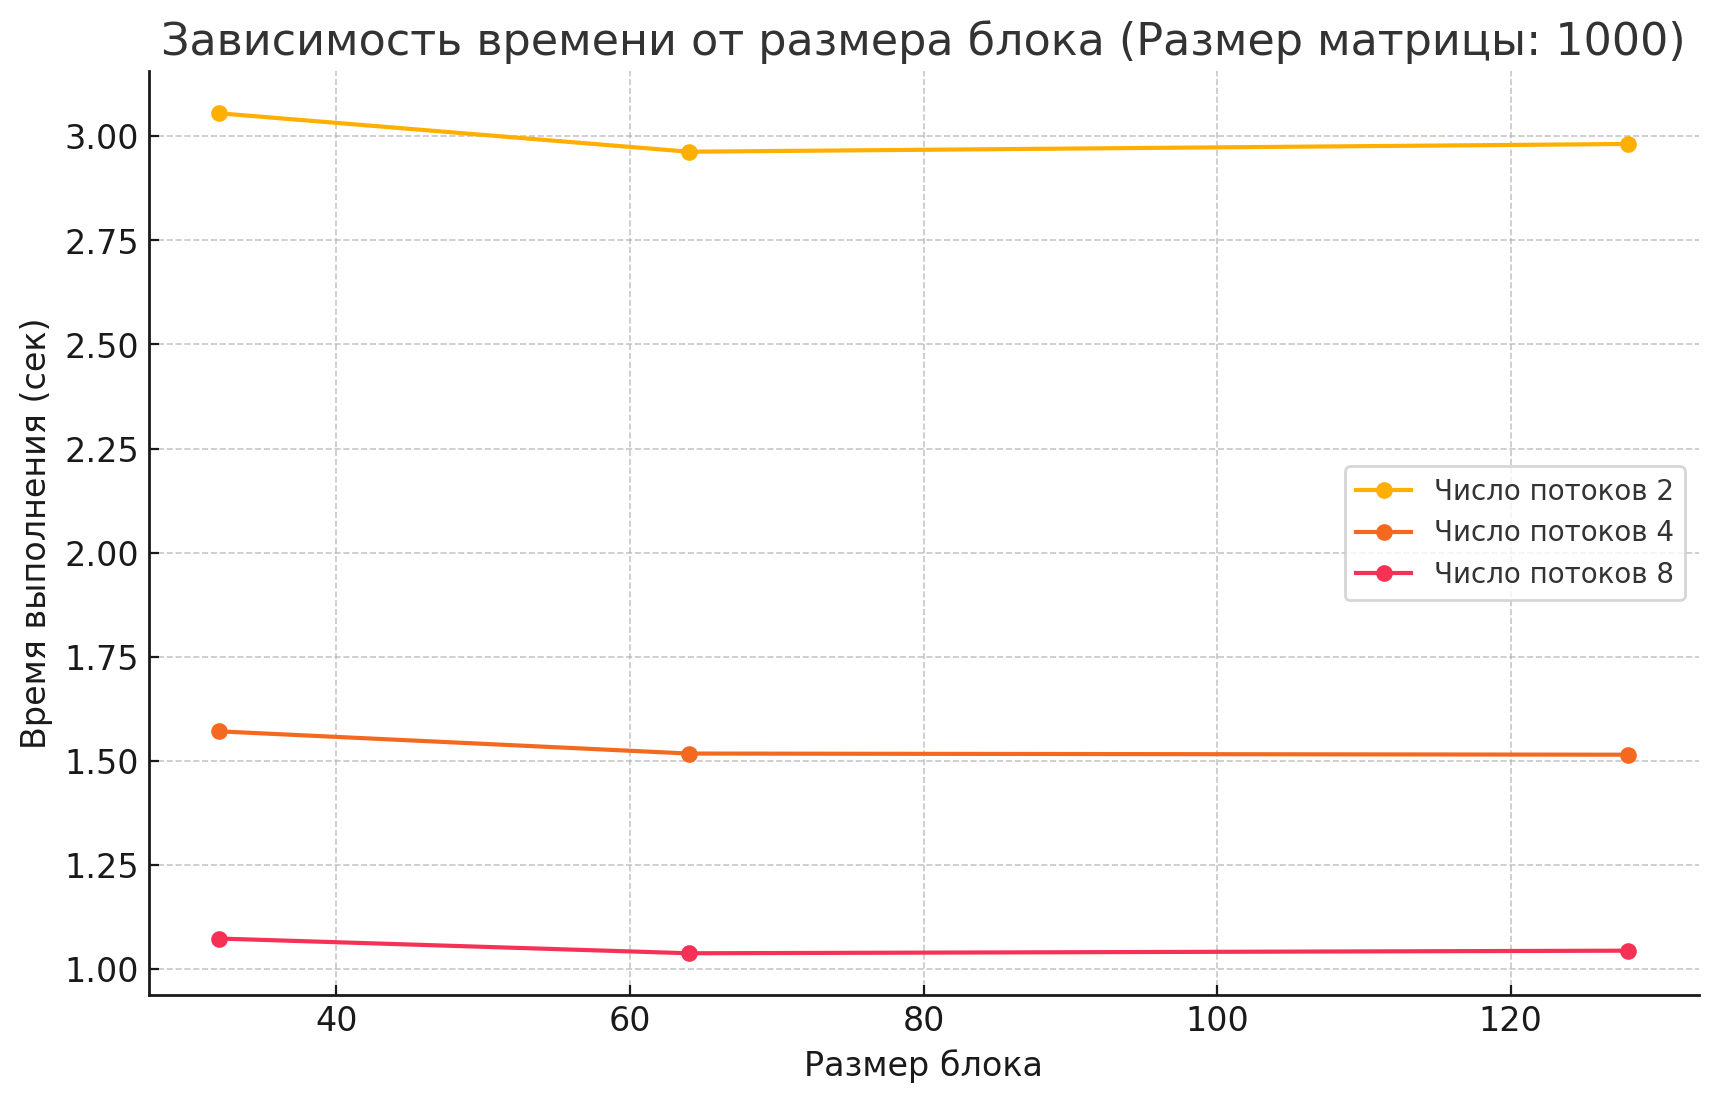 Зависимость времени от размера блока (Размер матрицы: 1000)
Время выполнения (сек)
3.00
2.75
2.50
2.25
2.00
1.75
1.50
1.25
1.00
Число потоков 2
Число потоков 4
Число потоков 8
40
60
80
100
120
Размер блока